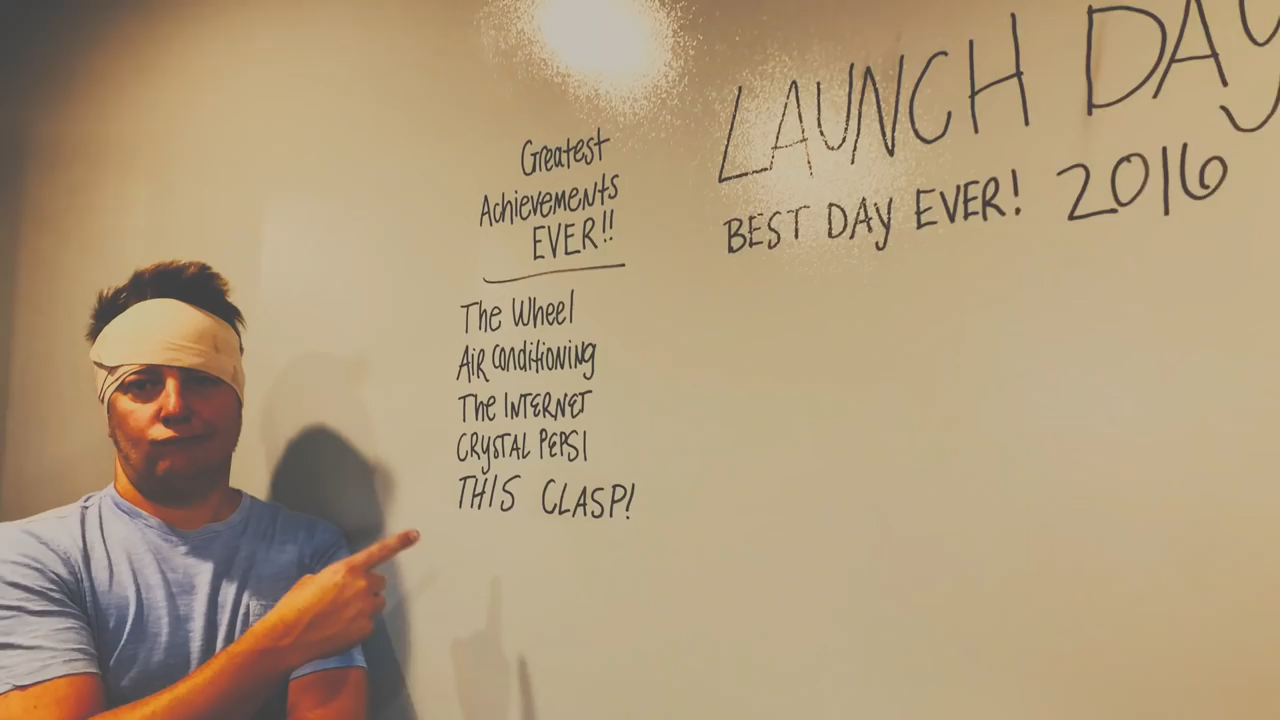 Greatest
Achievements
EVER!!
The Wheel
Air Conditioning
The INTERNET
CRYSTAL PEPSI
THIS CLASP!
LAUNCH DAY
BEST DAY EVER! 2016